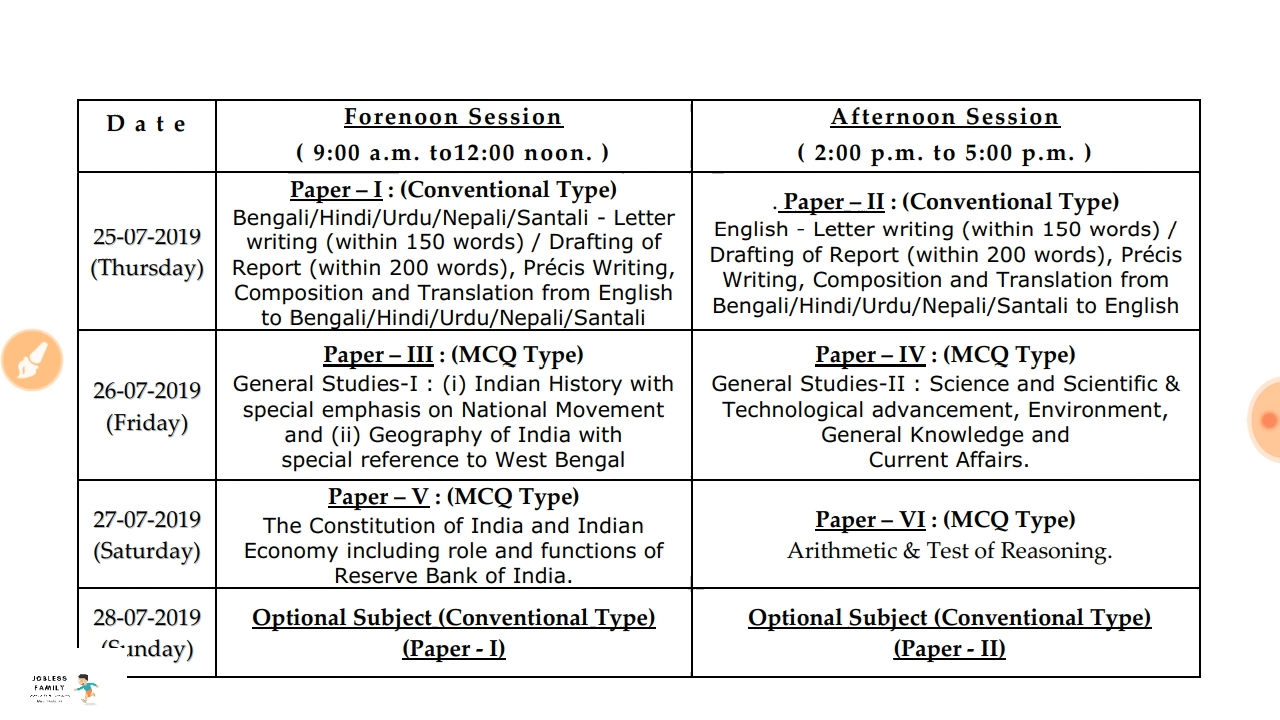 Date
Forenoon Session
( 9:00 a.m. to12:00 noon. )
Afternoon Session
( 2:00 p.m. to 5:00 p.m. )
25-07-2019
(Thursday)
Paper – I : (Conventional Type)
Bengali/Hindi/Urdu/Nepali/Santali - Letter
writing (within 150 words) / Drafting of
Report (within 200 words), Précis Writing,
Composition and Translation from English
to Bengali/Hindi/Urdu/Nepali/Santali
. Paper – II : (Conventional Type)
English - Letter writing (within 150 words) /
Drafting of Report (within 200 words), Précis
Writing, Composition and Translation from
Bengali/Hindi/Urdu/Nepali/Santali to English
26-07-2019
(Friday)
Paper – III : (MCQ Type)
General Studies-I : (i) Indian History with
special emphasis on National Movement
and (ii) Geography of India with
special reference to West Bengal
Paper – IV : (MCQ Type)
General Studies-II : Science and Scientific &
Technological advancement, Environment,
General Knowledge and
Current Affairs.
27-07-2019
(Saturday)
Paper – V : (MCQ Type)
The Constitution of India and Indian
Economy including role and functions of
Reserve Bank of India.
Paper – VI : (MCQ Type)
Arithmetic & Test of Reasoning.
28-07-2019
(Sunday)
Optional Subject (Conventional Type)
(Paper - I)
Optional Subject (Conventional Type)
(Paper - II)
JOBLESS
FAMILY